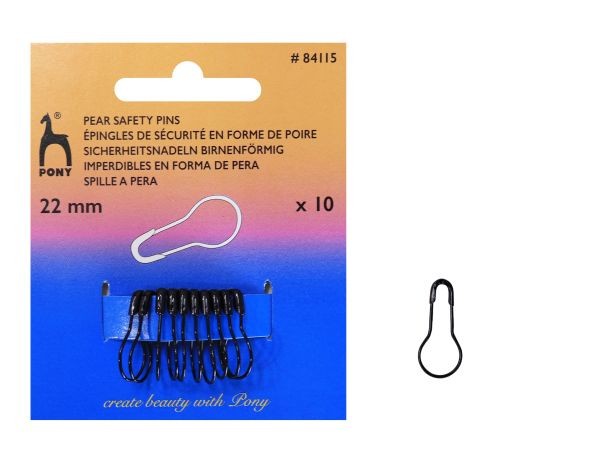 # 84115
®
PONY
PEAR SAFETY PINS
ÉPINGLES DE SÉCURITÉ EN FORME DE POIRE
SICHERHEITSNADELN BIRNENFÖRMIG
IMPERDIBLES EN FORMA DE PERA
SPILLE A PERA
22 mm
x 10
create beauty with Pony